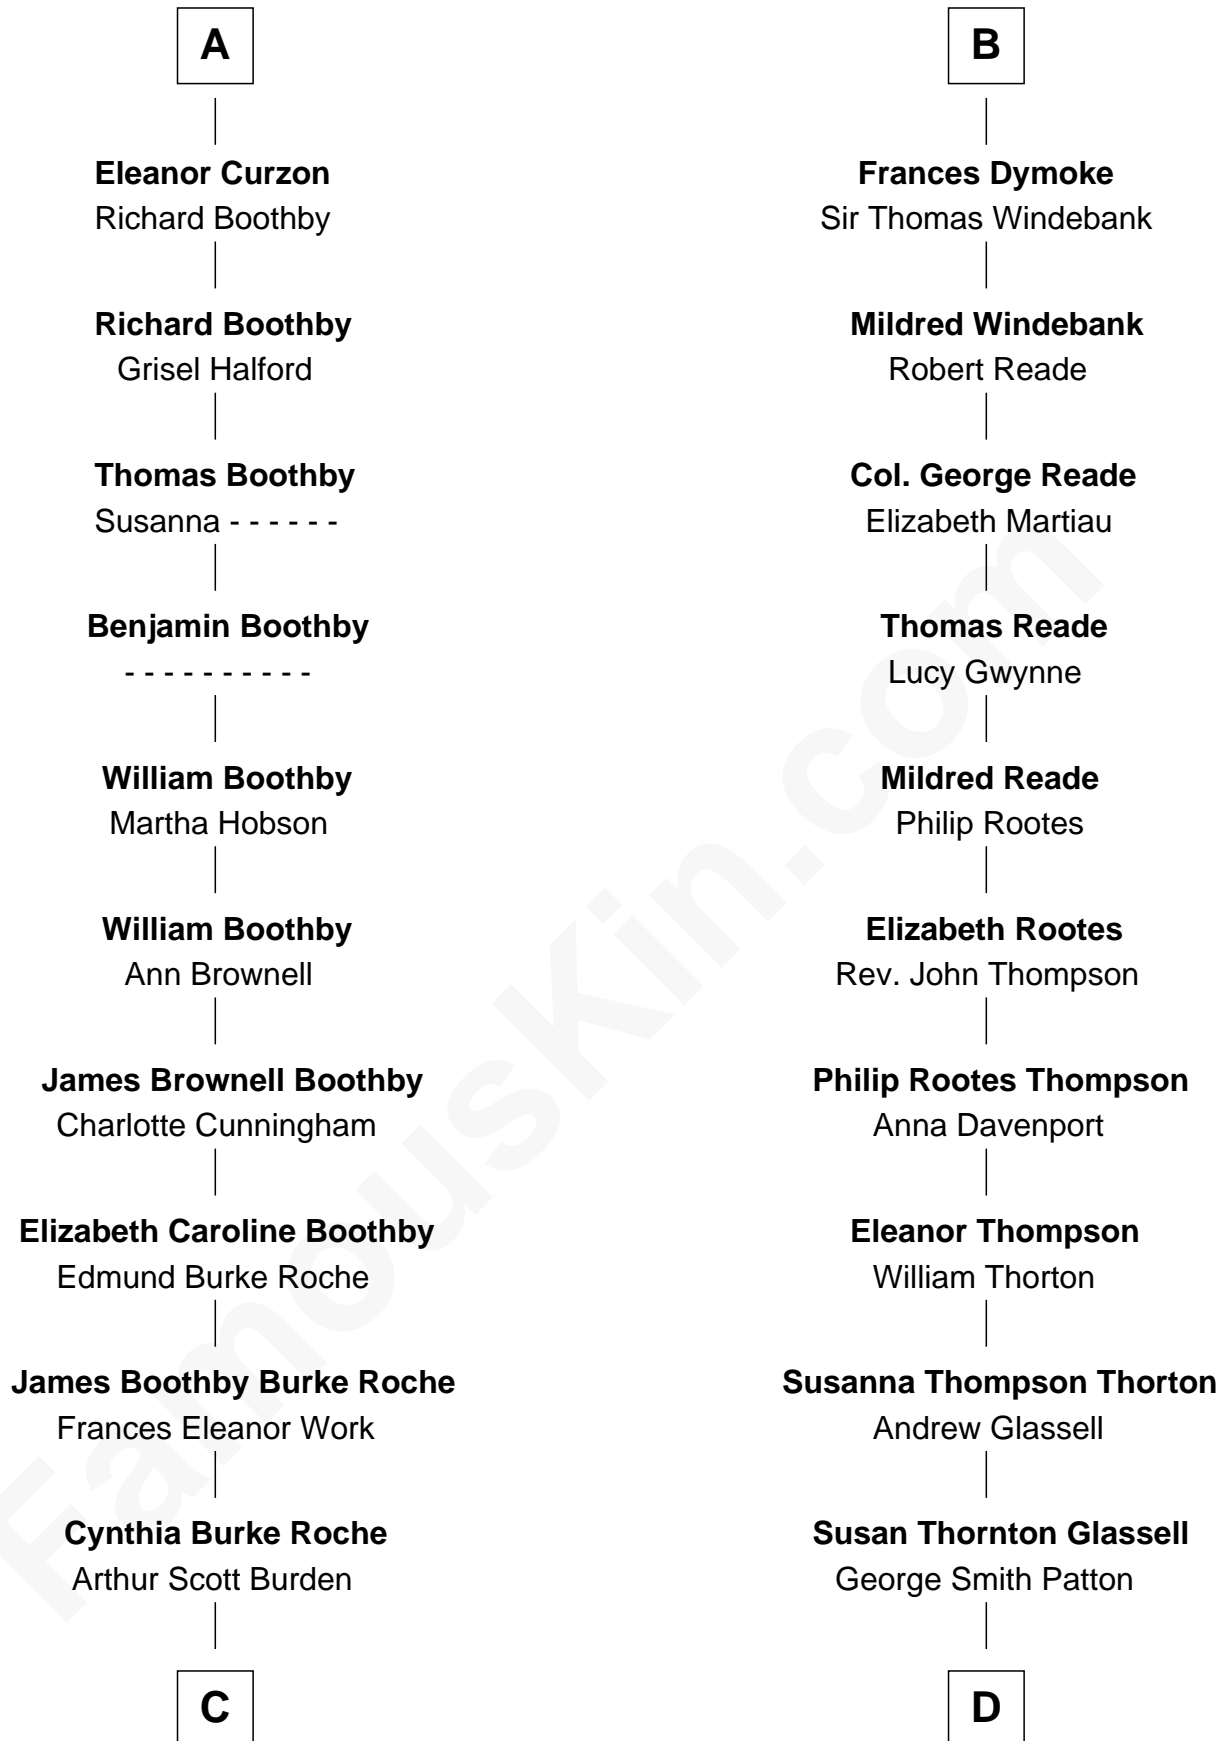 A
Eleanor Curzon
Richard Boothby
Richard Boothby
Grisel Halford
Thomas Boothby
Susanna - - - - - -
Benjamin Boothby
- - - - - - - - - -
William Boothby
Martha Hobson
William Boothby
Ann Brownell
James Brownell Boothby
Charlotte Cunningham
Elizabeth Caroline Boothby
Edmund Burke Roche
James Boothby Burke Roche
Frances Eleanor Work
Cynthia Burke Roche
Arthur Scott Burden
C
B
Frances Dymoke
Sir Thomas Windebank
Mildred Windebank
Robert Reade
Col. George Reade
Elizabeth Martiau
Thomas Reade
Lucy Gwynne
Mildred Reade
Philip Rootes
Elizabeth Rootes
Rev. John Thompson
Philip Rootes Thompson
Anna Davenport
Eleanor Thompson
William Thorton
Susanna Thompson Thorton
Andrew Glassell
Susan Thornton Glassell
George Smith Patton
D
FamousKin.com